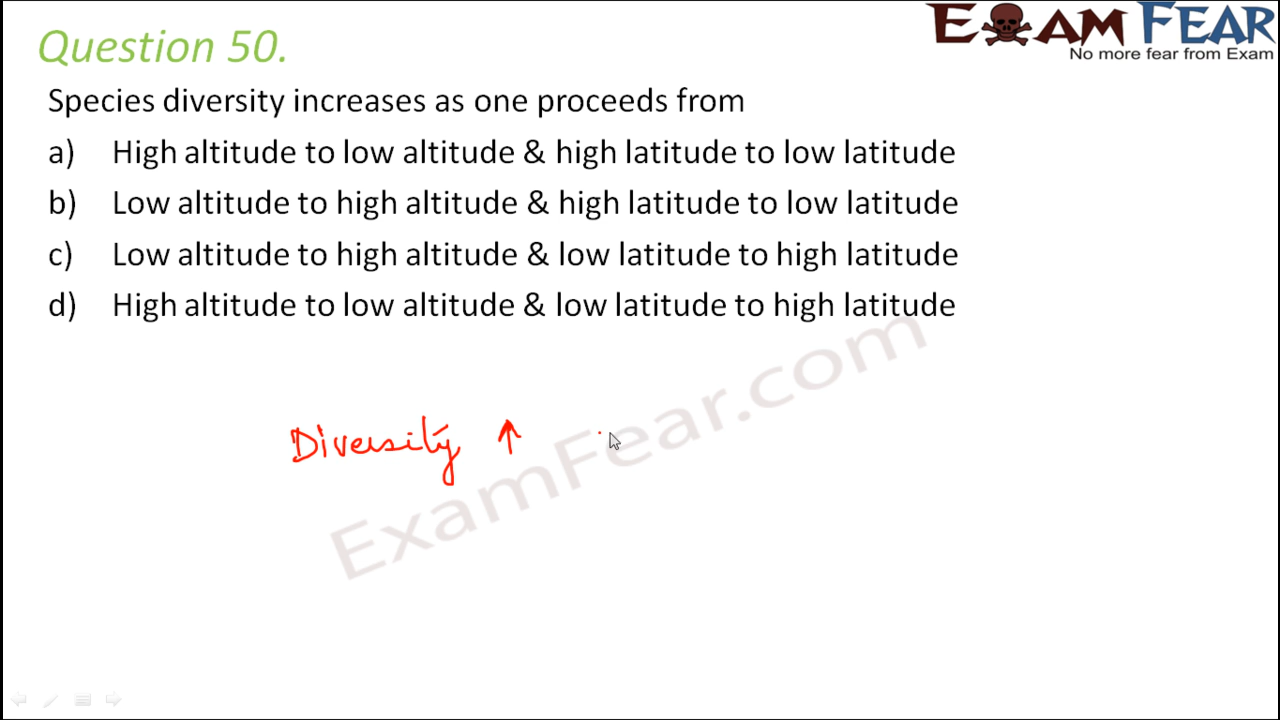 Question 50.
EXAM FEAR
No more fear from Exam
Species diversity increases as one proceeds from
a) High altitude to low altitude & high latitude to low latitude
b) Low altitude to high altitude & high latitude to low latitude
c) Low altitude to high altitude & low latitude to high latitude
d) High altitude to low altitude & low latitude to high latitude
Diversity ↑
ExamFear.com